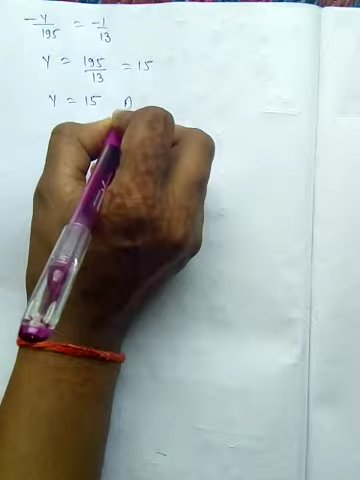 -Y/195 = -1/13
Y = 195/13 = 15
Y = 15 A